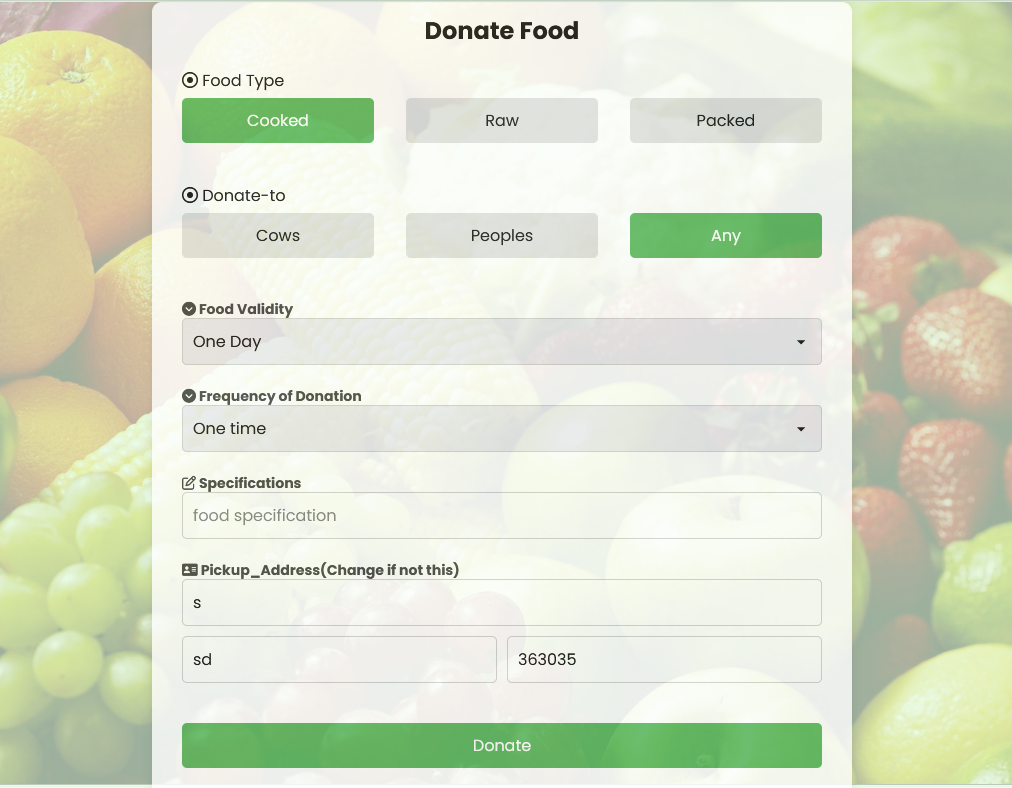 Donate Food
Food Type
Cooked Raw Packed
Donate-to
Cows Peoples Any
Food Validity
One Day
Frequency of Donation
One time
Specifications
food specification
Pickup_Address(Change if not this)
s
sd 363035
Donate